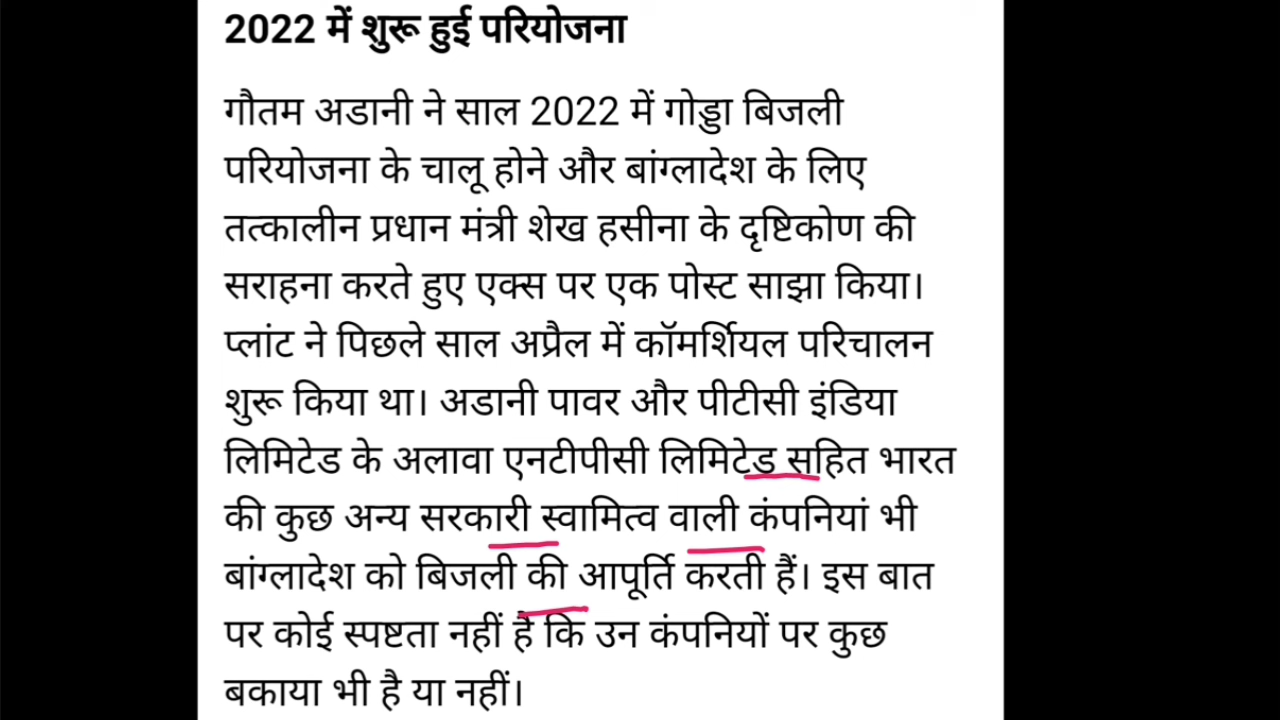 2022 में शुरू हुई परियोजना
गौतम अडानी ने साल 2022 में गोड्डा बिजली
परियोजना के चालू होने और बांग्लादेश के लिए
तत्कालीन प्रधान मंत्री शेख हसीना के दृष्टिकोण की
सराहना करते हुए एक्स पर एक पोस्ट साझा किया।
प्लांट ने पिछले साल अप्रैल में कॉमर्शियल परिचालन
शुरू किया था। अडानी पावर और पीटीसी इंडिया
लिमिटेड के अलावा एनटीपीसी लिमिटेड सहित भारत
की कुछ अन्य सरकारी स्वामित्व वाली कंपनियां भी
बांग्लादेश को बिजली की आपूर्ति करती हैं। इस बात
पर कोई स्पष्टता नहीं है कि उन कंपनियों पर कुछ
बकाया भी है या नहीं।